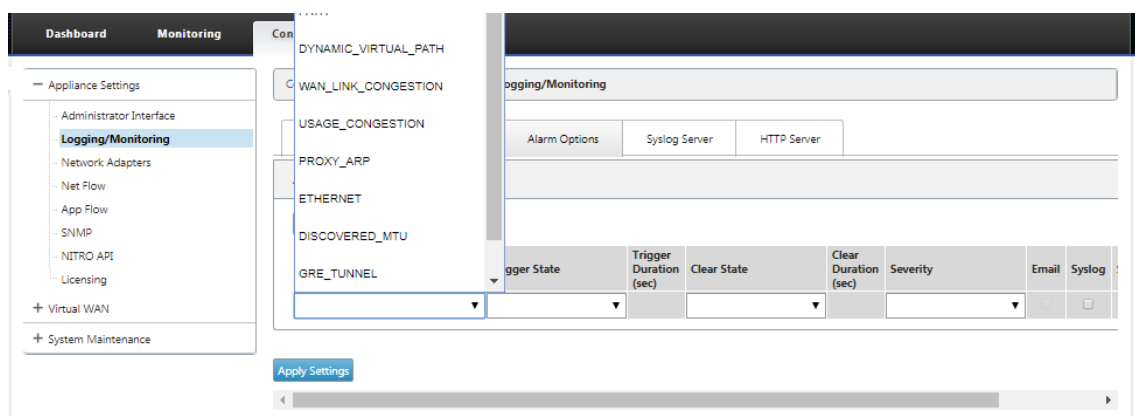 Dashboard Monitoring Con
DYNAMIC_VIRTUAL_PATH
WAN_LINK_CONGESTION
USAGE_CONGESTION
PROXY_ARP
ETHERNET
DISCOVERED_MTU
GRE_TUNNEL
Appliance Settings
Administrator Interface
Logging/Monitoring
Network Adapters
Net Flow
App Flow
SNMP
NITRO API
Licensing
+ Virtual WAN
+ System Maintenance
ogging/Monitoring
Alarm Options Syslog Server HTTP Server
gger State Trigger Duration (sec) Clear State Clear Duration (sec) Severity Email Syslog
Apply Settings